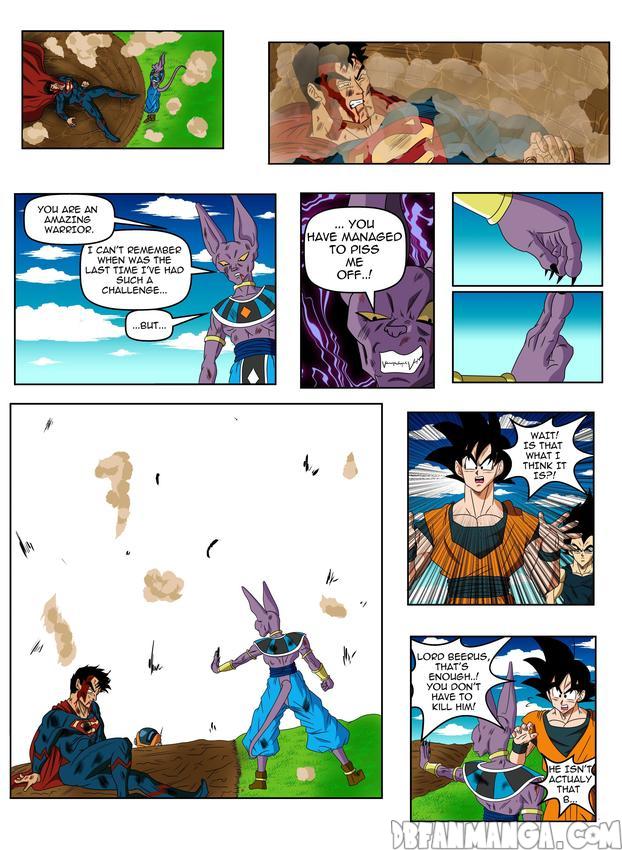 YOU ARE AN
AMAZING
WARRIOR.
I CAN'T REMEMBER
WHEN WAS THE
LAST TIME I'VE HAD
SUCH A
CHALLENGE...
...BUT...
... YOU
HAVE MANAGED
TO PISS
ME
OFF..!
WAIT!
IS THAT
WHAT I
THINK IT
IS?!
LORD BEERUS,
THAT'S
ENOUGH..!
YOU DON'T
HAVE TO
KILL HIM!
HE ISN'T
ACTUALY
THAT
B...
DBFANMANGA.COM